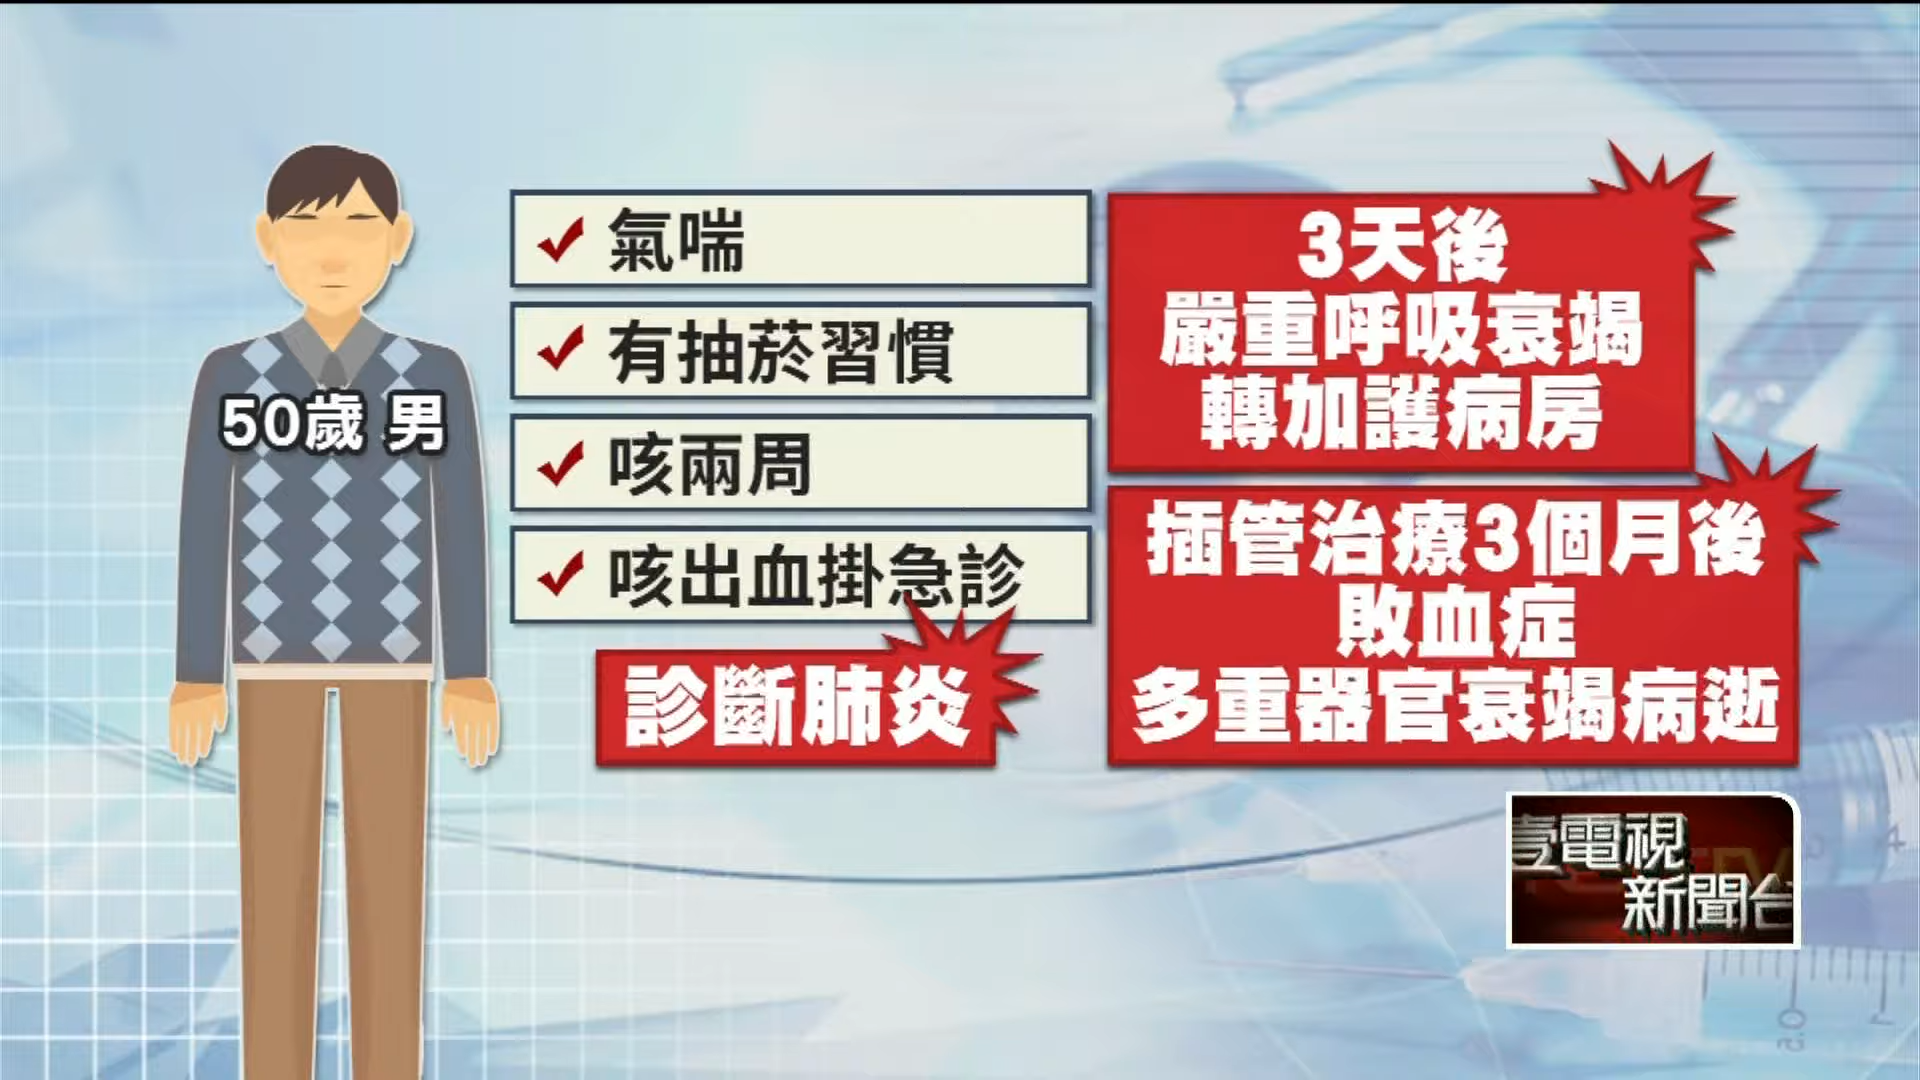 50歲 男
氣喘
有抽菸習慣
咳兩周
咳出血掛急診
診斷肺炎
3天後
嚴重呼吸衰竭
轉加護病房
插管治療3個月後
敗血症
多重器官衰竭病逝
壹電視
新聞台